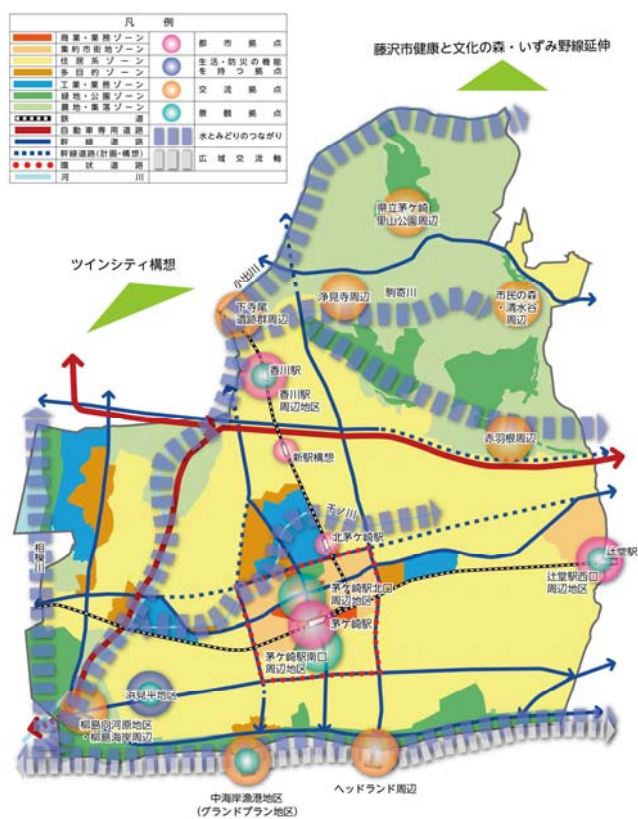 凡 例
商業・業務ゾーン
集約市街地ゾーン
住居系ゾーン
多目的ゾーン
工業・業務ゾーン
緑地・公園ゾーン
農地・集落ゾーン
鉄 道
自動車専用道路
幹線道路
幹線道路(計画・構想)
環状道路
河 川
都市拠点
生活・防災の機能
を持つ拠点
交流拠点
景観拠点
水とみどりのつながり
広域交流軸
藤沢市健康と文化の森・いずみ野線延伸
ツインシティ構想
県立茅ケ崎
里山公園周辺
小出川
下寺尾
遺跡群周辺
浄見寺周辺
駒寄川
市民の森
・清水谷
周辺
香川駅
香川駅
周辺地区
赤羽根周辺
新駅構想
千ノ川
北茅ケ崎駅
相模川
辻堂駅
辻堂駅西口
周辺地区
茅ケ崎駅北口
周辺地区
茅ケ崎駅
茅ケ崎駅南口
周辺地区
浜見平地区
柳島向河原地区
・柳島海岸周辺
中海岸漁港地区
(グランドプラン地区)
ヘッドランド周辺